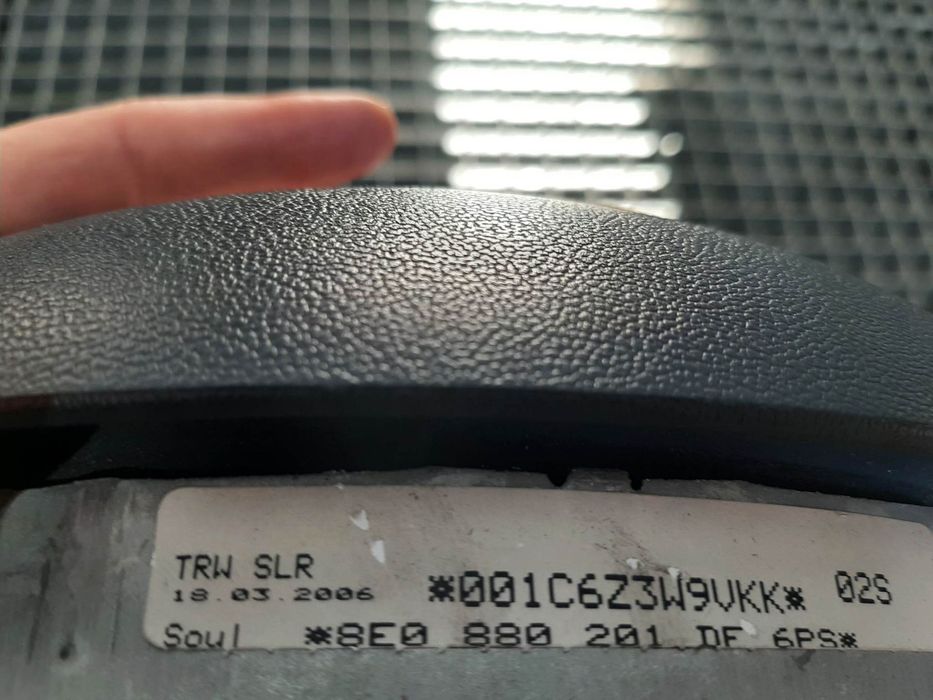 TRW SLR
18.03.2006 *001C6Z3W9VKK* 02S
Soul *8E0 880 201 DF 6PS*